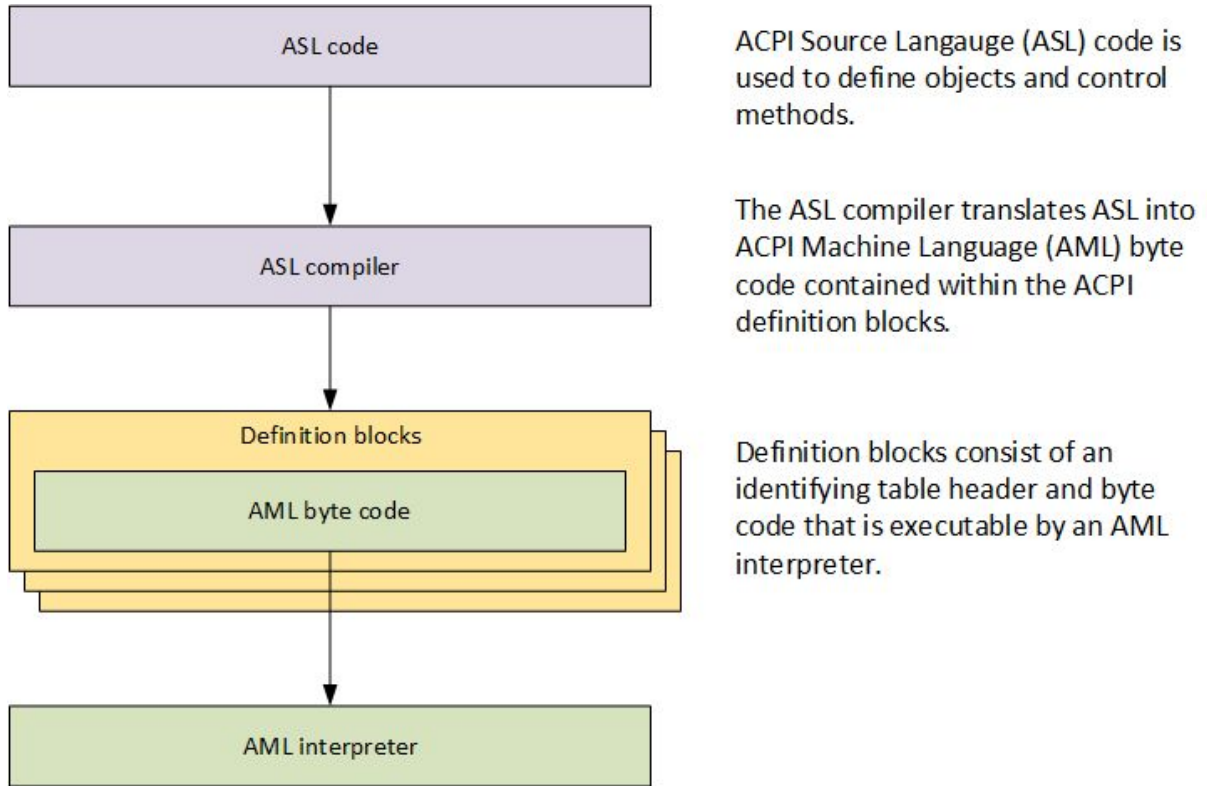 ASL code
ACPI Source Langauge (ASL) code is
used to define objects and control
methods.
ASL compiler
The ASL compiler translates ASL into
ACPI Machine Language (AML) byte
code contained within the ACPI
definition blocks.
Definition blocks
AML byte code
Definition blocks consist of an
identifying table header and byte
code that is executable by an AML
interpreter.
AML interpreter